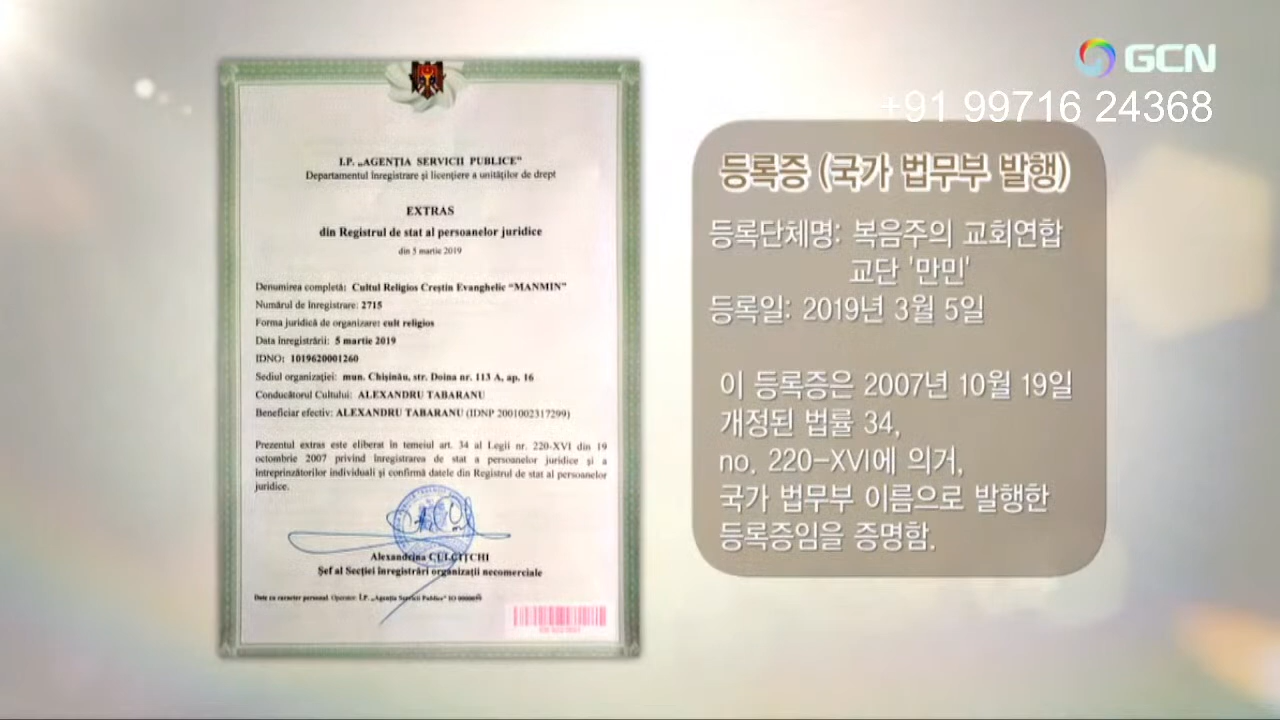 GCN
+91 99716 24368
I.P. „AGENȚIA SERVICII PUBLICE”
Departamentul înregistrare și licențiere a unităților de drept
EXTRAS
din Registrul de stat al persoanelor juridice
din 5 martie 2019
Denumirea completă: Cultul Religios Creștin Evanghelic “MANMIN”
Numărul de înregistrare: 2715
Forma juridică de organizare: cult religios
Data înregistrării: 5 martie 2019
IDNO: 1019620001260
Sediul organizației: mun. Chișinău, str. Doina nr. 113 A, ap. 16
Conducătorul Cultului: ALEXANDRU TABARANU
Beneficiar efectiv: ALEXANDRU TABARANU (IDNP 2001002317299)
Prezentul extras este eliberat în temeiul art. 34 al Legii nr. 220-XVI din 19
octombrie 2007 privind înregistrarea de stat a persoanelor juridice și a
întreprinzătorilor individuali și confirmă datele din Registrul de stat al persoanelor
juridice.
Alexandrina
Șef al Secției înregistrări organizații necomerciale
Date cu caracter personal. Operator: I.P. „Agenția Servicii Publice”
등록증 (국가 법무부 발행)
등록단체명: 복음주의 교회연합
교단 '만민'
등록일: 2019년 3월 5일
이 등록증은 2007년 10월 19일
개정된 법률 34,
no. 220-XVI에 의거,
국가 법무부 이름으로 발행한
등록증임을 증명함.